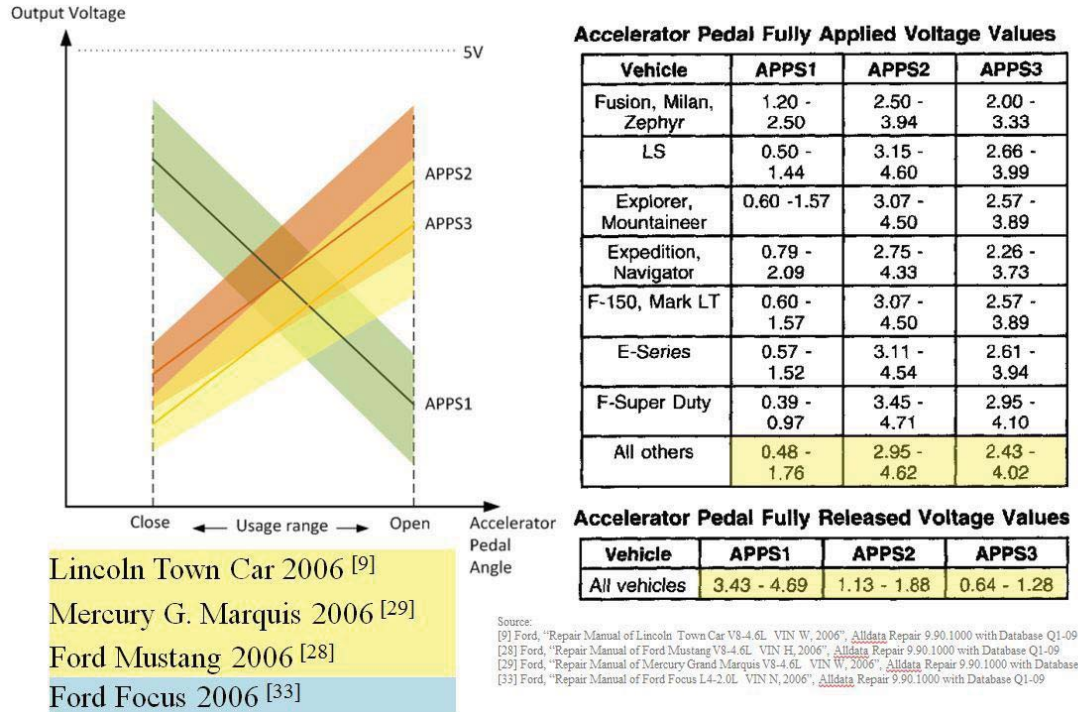 Output Voltage
5V
APPS2
APPS3
APPS1
Close
Usage range
Open
Accelerator
Pedal
Angle
Lincoln Town Car 2006 [9]
Mercury G. Marquis 2006 [29]
Ford Mustang 2006 [28]
Ford Focus 2006 [33]
Accelerator Pedal Fully Applied Voltage Values
Vehicle APPS1 APPS2 APPS3
Fusion, Milan, 1.20 - 2.50 - 2.00 -
Zephyr 2.50 3.94 3.33
LS 0.50 - 3.15 - 2.66 -
1.44 4.60 3.99
Explorer, 0.60 -1.57 3.07 - 2.57 -
Mountaineer 4.50 3.89
Expedition, 0.79 - 2.75 - 2.26 -
Navigator 2.09 4.33 3.73
F-150, Mark LT 0.60 - 3.07 - 2.57 -
1.57 4.50 3.89
E-Series 0.57 - 3.11 - 2.61 -
1.52 4.54 3.94
F-Super Duty 0.39 - 3.45 - 2.95 -
0.97 4.71 4.10
All others 0.48 - 2.95 - 2.43 -
1.76 4.62 4.02
Accelerator Pedal Fully Released Voltage Values
Vehicle APPS1 APPS2 APPS3
All vehicles 3.43 - 4.69 1.13 - 1.88 0.64 - 1.28
Source:
[9] Ford, “Repair Manual of Lincoln Town Car V8-4.6L VIN W, 2006”, Alldata Repair 9.90.1000 with Database Q1-09
[28] Ford, “Repair Manual of Ford Mustang V8-4.6L VIN H, 2006”, Alldata Repair 9.90.1000 with Database Q1-09
[29] Ford, “Repair Manual of Mercury Grand Marquis V8-4.6L VIN W, 2006”, Alldata Repair 9.90.1000 with Database
[33] Ford, “Repair Manual of Ford Focus L4-2.0L VIN N, 2006”, Alldata Repair 9.90.1000 with Database Q1-09